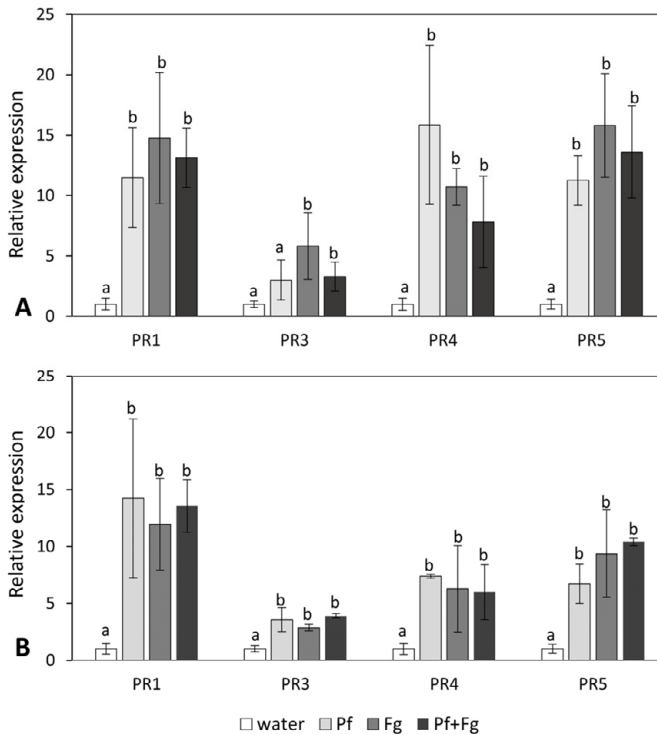 25
20
15
10
5
0
Relative expression
a b b b
a a b b
a b b b
a b b b
A
PR1 PR3 PR4 PR5
25
20
15
10
5
0
Relative expression
a b b b
a b b b
a b b b
a b b b
B
PR1 PR3 PR4 PR5
water Pf Fg Pf+Fg